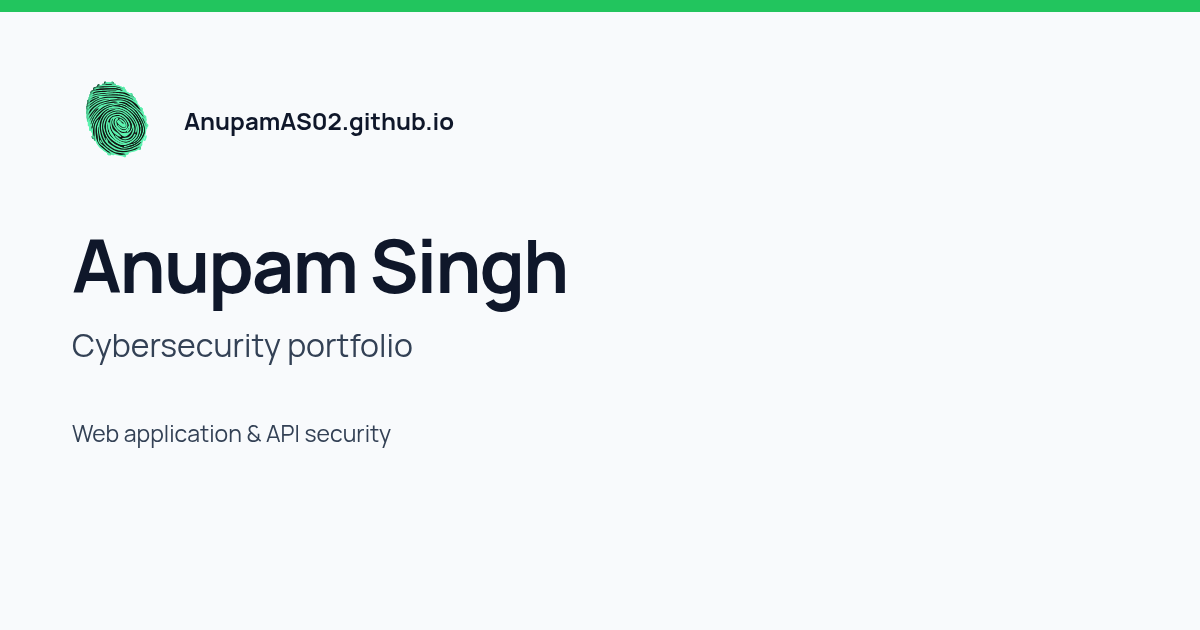 AnupamAS02.github.io
Anupam Singh
Cybersecurity portfolio
Web application & API security